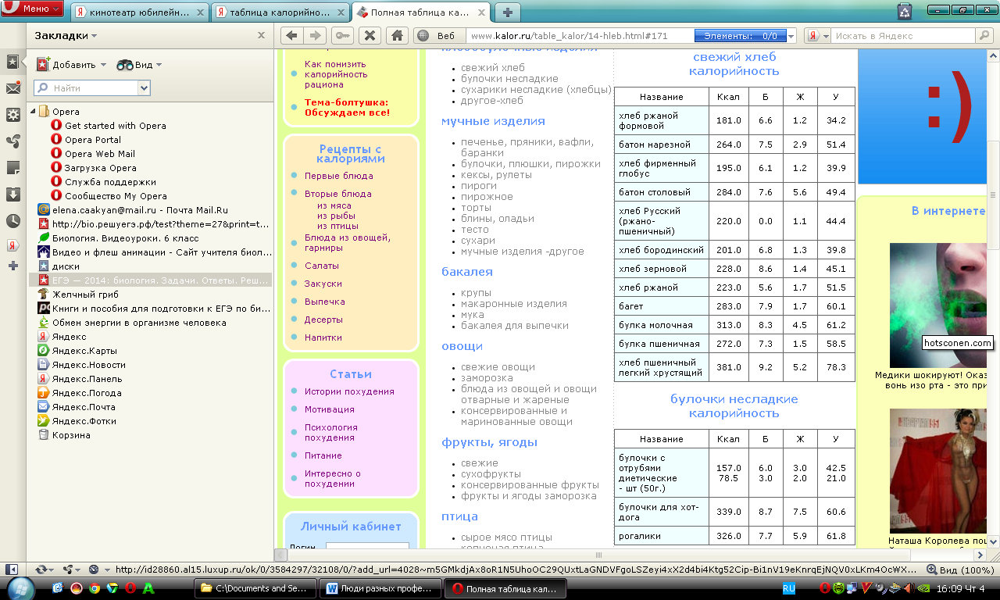 Меню
кинотеатр юбилейн...
таблица калорийно...
Полная таблица ка...
Закладки
Веб
www.kalor.ru/table_kalor/14-hleb.html#171
Элементы: 0/0
Искать в Яндекс
Добавить
Вид
Найти
Opera
Get started with Opera
Opera Portal
Opera Web Mail
Загрузка Opera
Служба поддержки
Сообщество My Opera
elena.caakyan@mail.ru - Почта Mail.Ru
http://bio.решуегэ.рф/test?theme=27&print=t...
Биология. Видеоуроки. 6 класс
Видео и флеш анимации - Сайт учителя биол...
диски
ЕГЭ — 2014: биология. Задачи. Ответы. Реш...
Желчный гриб
Книги и пособия для подготовки к ЕГЭ по би...
Обмен энергии в организме человека
Яндекс
Яндекс.Карты
Яндекс.Новости
Яндекс.Панель
Яндекс.Погода
Яндекс.Почта
Яндекс.Фотки
Корзина
Как понизить
калорийность
рациона
Тема-болтушка:
Обсуждаем все!
Рецепты с
калориями
Первые блюда
Вторые блюда
из мяса
из рыбы
из птицы
Блюда из овощей,
гарниры
Салаты
Закуски
Выпечка
Десерты
Напитки
Статьи
Истории похудения
Мотивация
Психология
похудения
Питание
Интересно о
похудении
Личный кабинет
Логин
хлебобулочные изделия
свежий хлеб
булочки несладкие
сухарики несладкие (хлебцы)
другое-хлеб
мучные изделия
печенье, пряники, вафли,
баранки
булочки, плюшки, пирожки
кексы, рулеты
пироги
пирожное
торты
блины, оладьи
тесто
сухари
мучные изделия -другое
бакалея
крупы
макаронные изделия
мука
бакалея для выпечки
овощи
свежие овощи
заморозка
блюда из овощей и овощи
отварные и жареные
консервированные и
маринованные овощи
фрукты, ягоды
свежие
сухофрукты
консервированные фрукты
фрукты и ягоды заморозка
птица
сырое мясо птицы
свежий хлеб
калорийность
Название Ккал Б Ж У
хлеб ржаной
формовой 181.0 6.6 1.2 34.2
батон нарезной 264.0 7.5 2.9 51.4
хлеб фирменный
глобус 195.0 6.1 1.2 39.9
батон столовый 284.0 7.6 5.6 49.4
хлеб Русский
(ржано-
пшеничный) 220.0 0.0 1.1 44.4
хлеб бородинский 201.0 6.8 1.3 39.8
хлеб зерновой 228.0 8.6 1.4 45.1
хлеб ржаной 223.0 5.6 1.7 51.5
багет 283.0 7.9 1.7 60.1
булка молочная 313.0 8.3 4.5 61.2
булка пшеничная 272.0 7.3 1.5 58.5
хлеб пшеничный
легкий хрустящий 381.0 9.2 5.2 78.3
булочки несладкие
калорийность
Название Ккал Б Ж У
булочки с
отрубями 157.0 6.0 3.0 42.5
диетические 78.5 3.0 2.0 21.0
- шт (50г.)
булочки для хот-
дога 339.0 8.7 7.5 60.6
рогалики 326.0 7.7 5.9 61.8
:)
В интернете
hotsconen.com
Медики шокируют! Оказ
вонь изо рта - это при
Наташа Королева пош
http://id28860.al15.luxup.ru/ok/0/3584297/32108/0/?add_url=4028~m5GMkdjAx8oR1N5UhoOC29QUxtLaGNDVFgoLSZeyi4xX2d4bi4Ktg52Cip-Bi1nV19eKnrqEjNQV0xLKm4OcWX...
Вид (100%)
C:\Documents and Se...
Люди разных профе...
Полная таблица кал...
RU
16:09 Чт 4